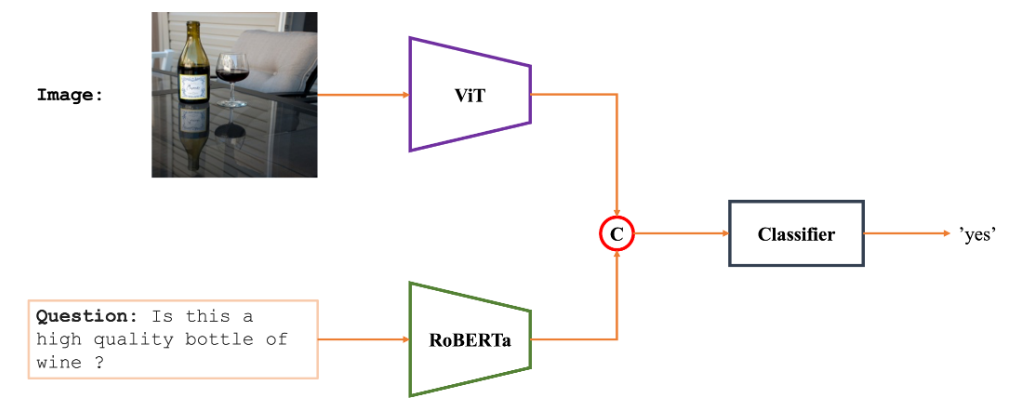 Image:
ViT
C
Classifier
’yes’
Question: Is this a
high quality bottle of
wine ?
RoBERTa